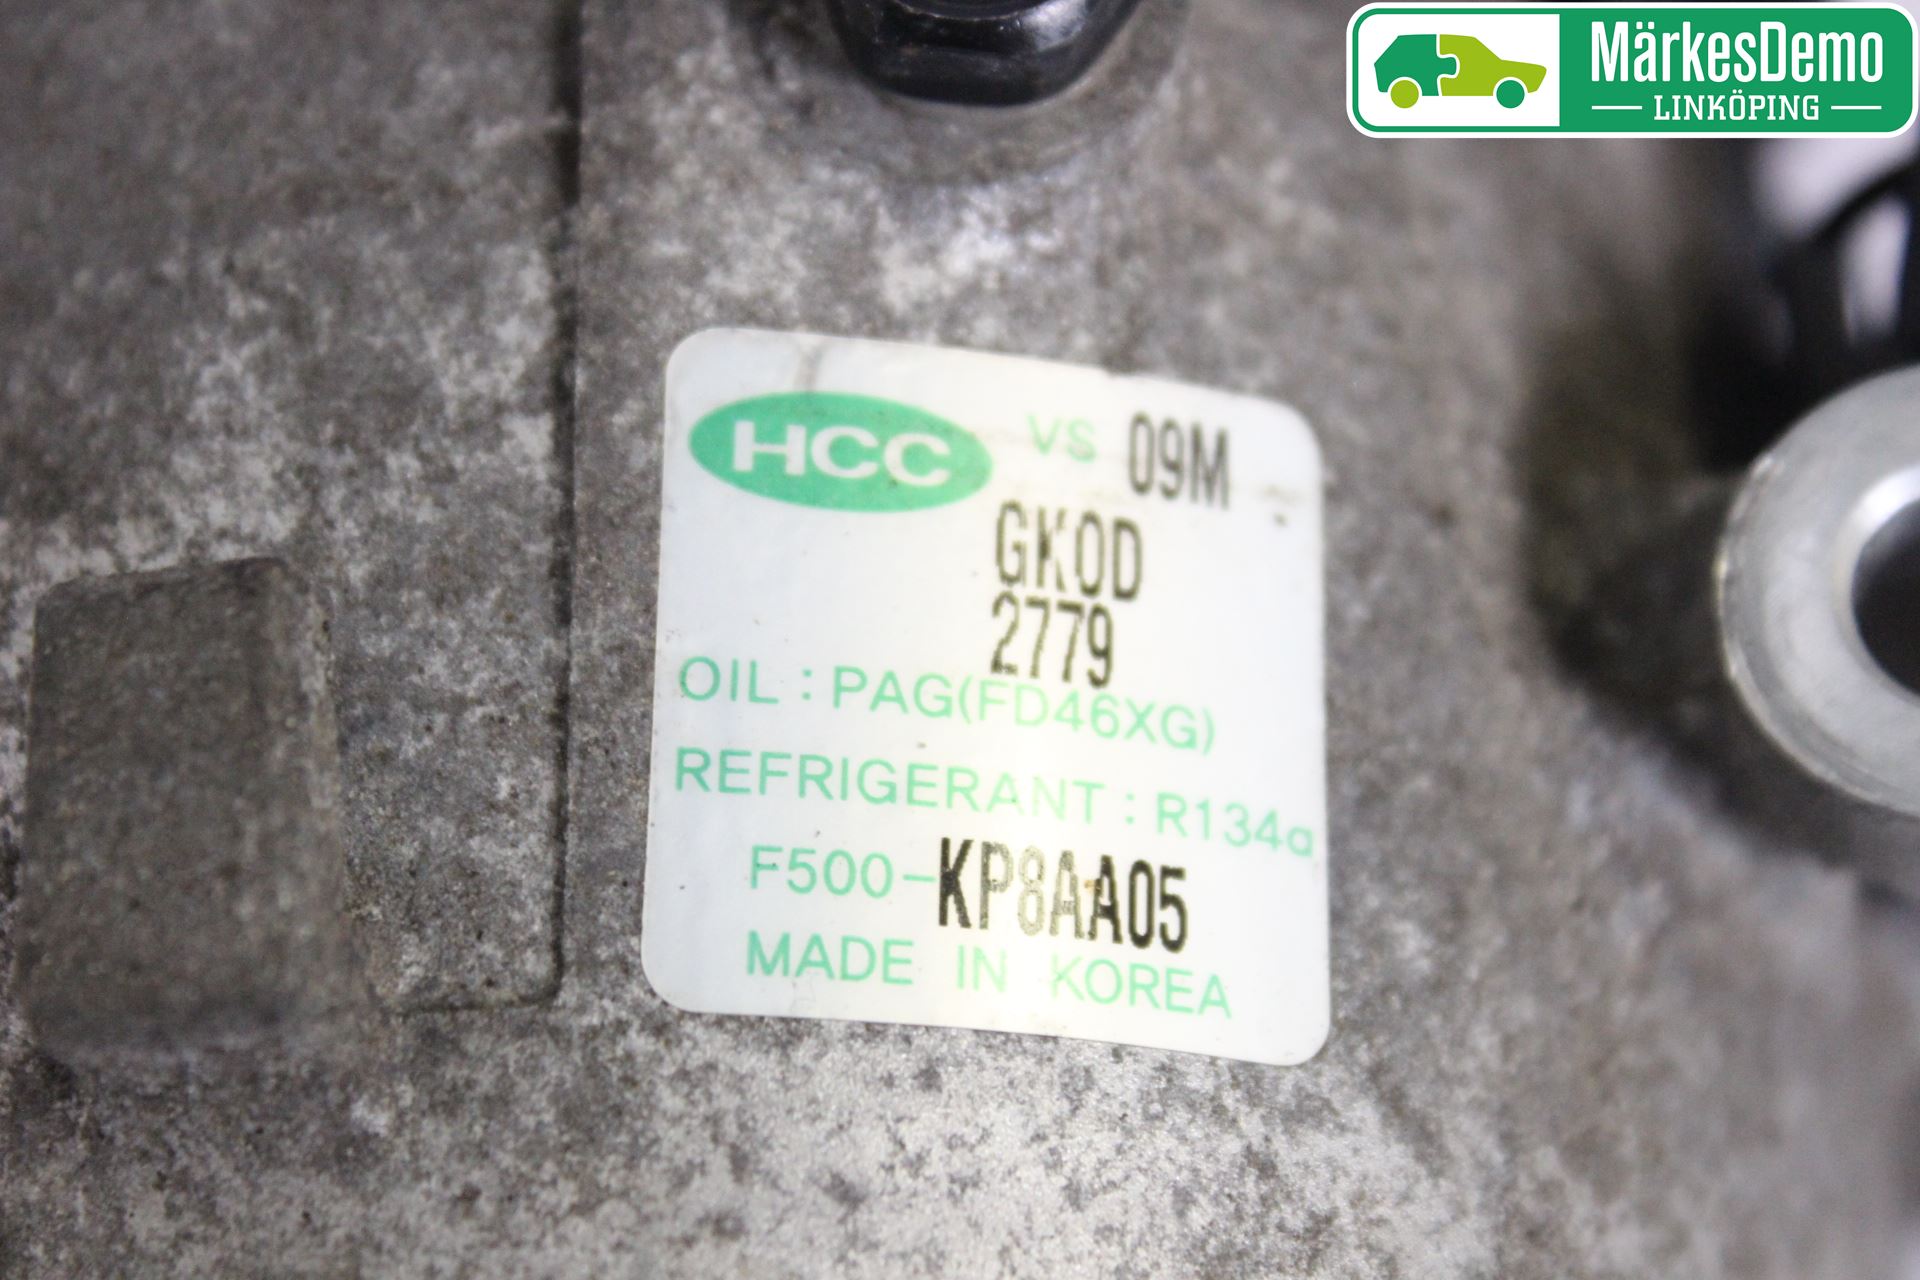 MärkesDemo
LINKÖPING
HCC VS 09M
GK0D
2779
OIL : PAG(FD46XG)
REFRIGERANT : R134a
F500-KP8AA05
MADE IN KOREA